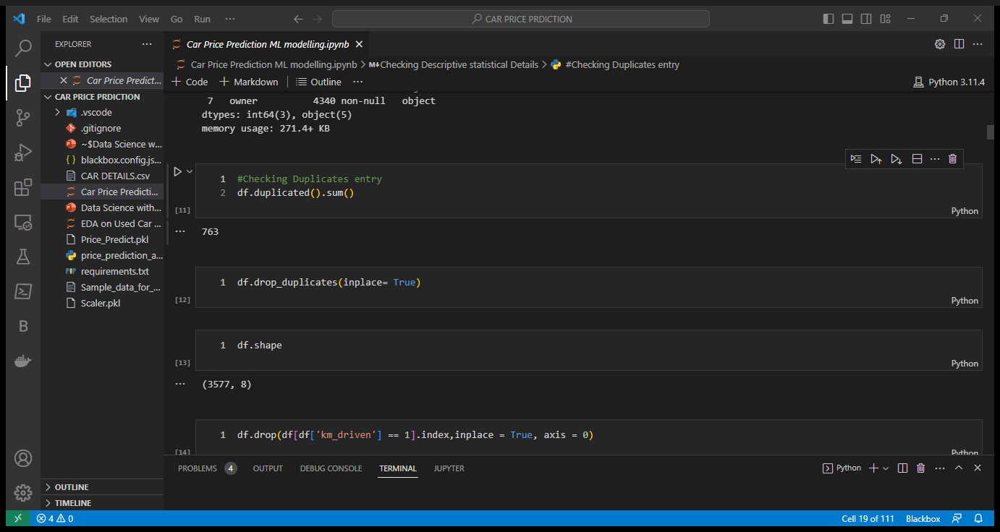 File Edit Selection View Go Run ··· CAR PRICE PRDICTION
EXPLORER ···
OPEN EDITORS
Car Price Predict...
CAR PRICE PRDICTION
.vscode
.gitignore
~$Data Science w...
blackbox.config.js...
CAR DETAILS.csv
Car Price Predicti...
Data Science with...
EDA on Used Car ...
Price_Predict.pkl
price_prediction_a...
requirements.txt
Sample_data_for_...
Scaler.pkl
OUTLINE
TIMELINE
Car Price Prediction ML modelling.ipynb
Car Price Prediction ML modelling.ipynb > M↓Checking Descriptive statistical Details > #Checking Duplicates entry
+ Code + Markdown Outline ··· Python 3.11.4
7 owner 4340 non-null object
dtypes: int64(3), object(5)
memory usage: 271.4+ KB
1 #Checking Duplicates entry
2 df.duplicated().sum()
[11] Python
··· 763
1 df.drop_duplicates(inplace= True)
[12] Python
1 df.shape
[13] Python
··· (3577, 8)
1 df.drop(df[df['km_driven'] == 1].index,inplace = True, axis = 0)
[14] Python
PROBLEMS 4 OUTPUT DEBUG CONSOLE TERMINAL JUPYTER Python
B
4 0 Cell 19 of 111 Blackbox